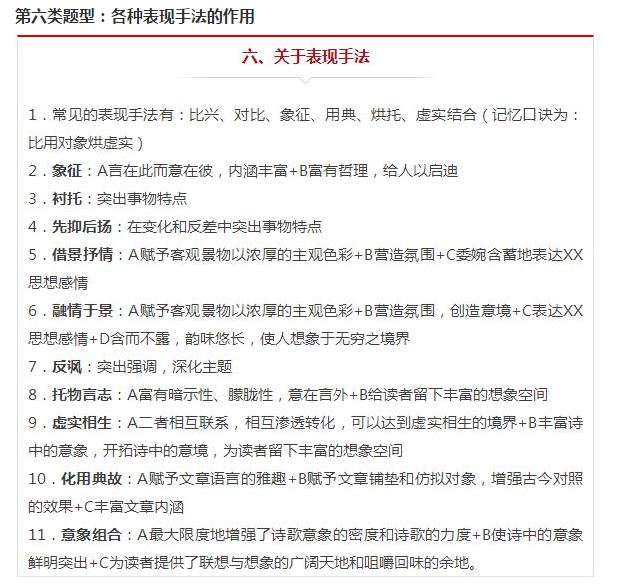 第六类题型：各种表现手法的作用
六、关于表现手法
1．常见的表现手法有：比兴、对比、象征、用典、烘托、虚实结合（记忆口诀为：
比用对象烘虚实）
2．象征：A言在此而意在彼，内涵丰富+B富有哲理，给人以启迪
3．衬托：突出事物特点
4．先抑后扬：在变化和反差中突出事物特点
5．借景抒情：A赋予客观景物以浓厚的主观色彩+B营造氛围+C委婉含蓄地表达XX
思想感情
6．融情于景：A赋予客观景物以浓厚的主观色彩+B营造氛围，创造意境+C表达XX
思想感情+D含而不露，韵味悠长，使人想象于无穷之境界
7．反讽：突出强调，深化主题
8．托物言志：A富有暗示性、朦胧性，意在言外+B给读者留下丰富的想象空间
9．虚实相生：A二者相互联系，相互渗透转化，可以达到虚实相生的境界+B丰富诗
中的意象，开拓诗中的意境，为读者留下丰富的想象空间
10．化用典故：A赋予文章语言的雅趣+B赋予文章铺垫和仿拟对象，增强古今对照
的效果+C丰富文章内涵
11．意象组合：A最大限度地增强了诗歌意象的密度和诗歌的力度+B使诗中的意象
鲜明突出+C为读者提供了联想与想象的广阔天地和咀嚼回味的余地。